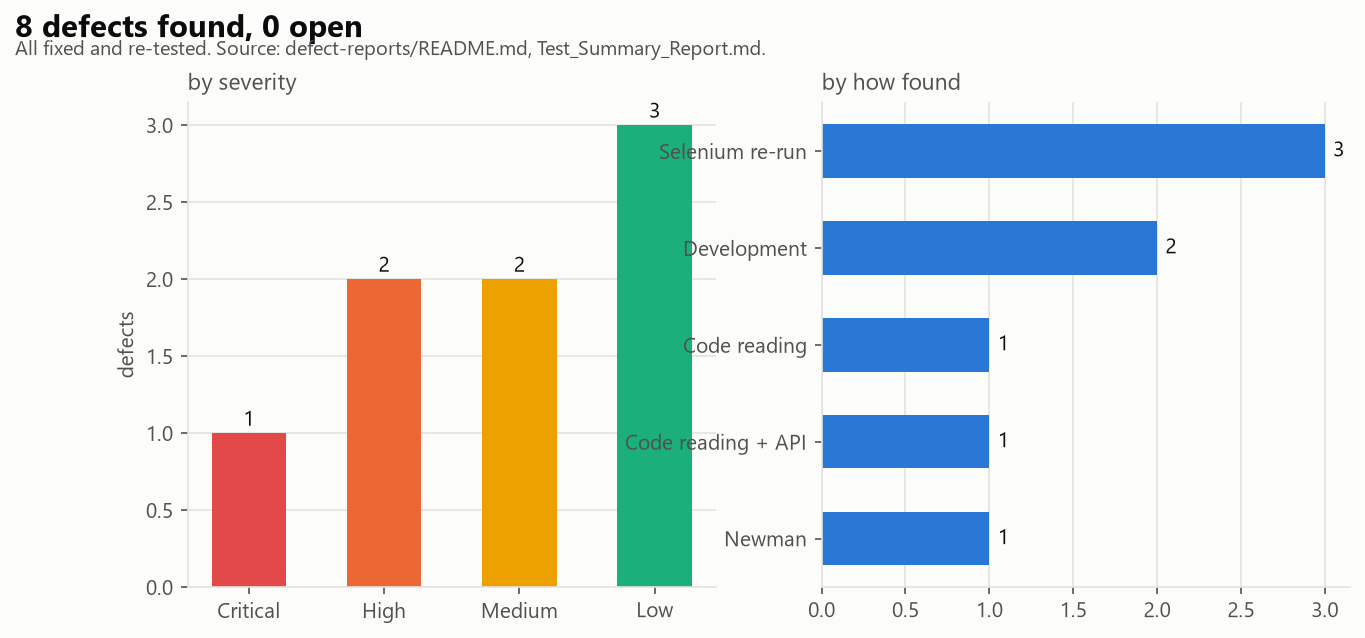 8 defects found, 0 open
All fixed and re-tested. Source: defect-reports/README.md, Test_Summary_Report.md.
by severity
defects
3.0
2.5
2.0
1.5
1.0
0.5
0.0
1
2
2
3
Critical
High
Medium
Low
by how found
Selenium re-run
3
Development
2
Code reading
1
Code reading + API
1
Newman
1
0.0
0.5
1.0
1.5
2.0
2.5
3.0